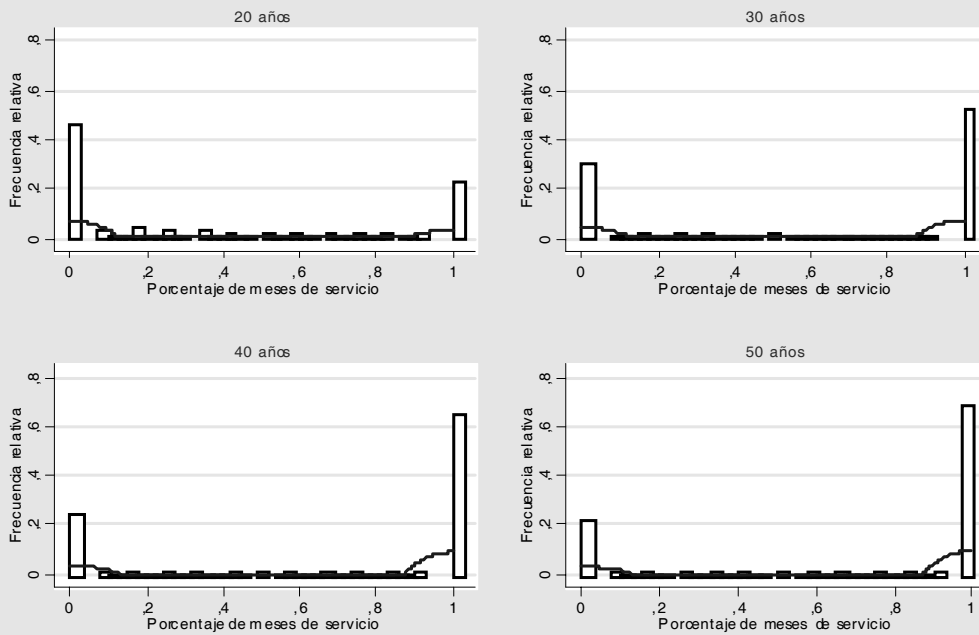 20 años
30 años
Frecuencia relativa
,8
,6
,4
,2
0
0 ,2 ,4 ,6 ,8 1
Porcentaje de meses de servicio
Frecuencia relativa
,8
,6
,4
,2
0
0 ,2 ,4 ,6 ,8 1
Porcentaje de meses de servicio
40 años
50 años
Frecuencia relativa
,8
,6
,4
,2
0
0 ,2 ,4 ,6 ,8 1
Porcentaje de meses de servicio
Frecuencia relativa
,8
,6
,4
,2
0
0 ,2 ,4 ,6 ,8 1
Porcentaje de meses de servicio